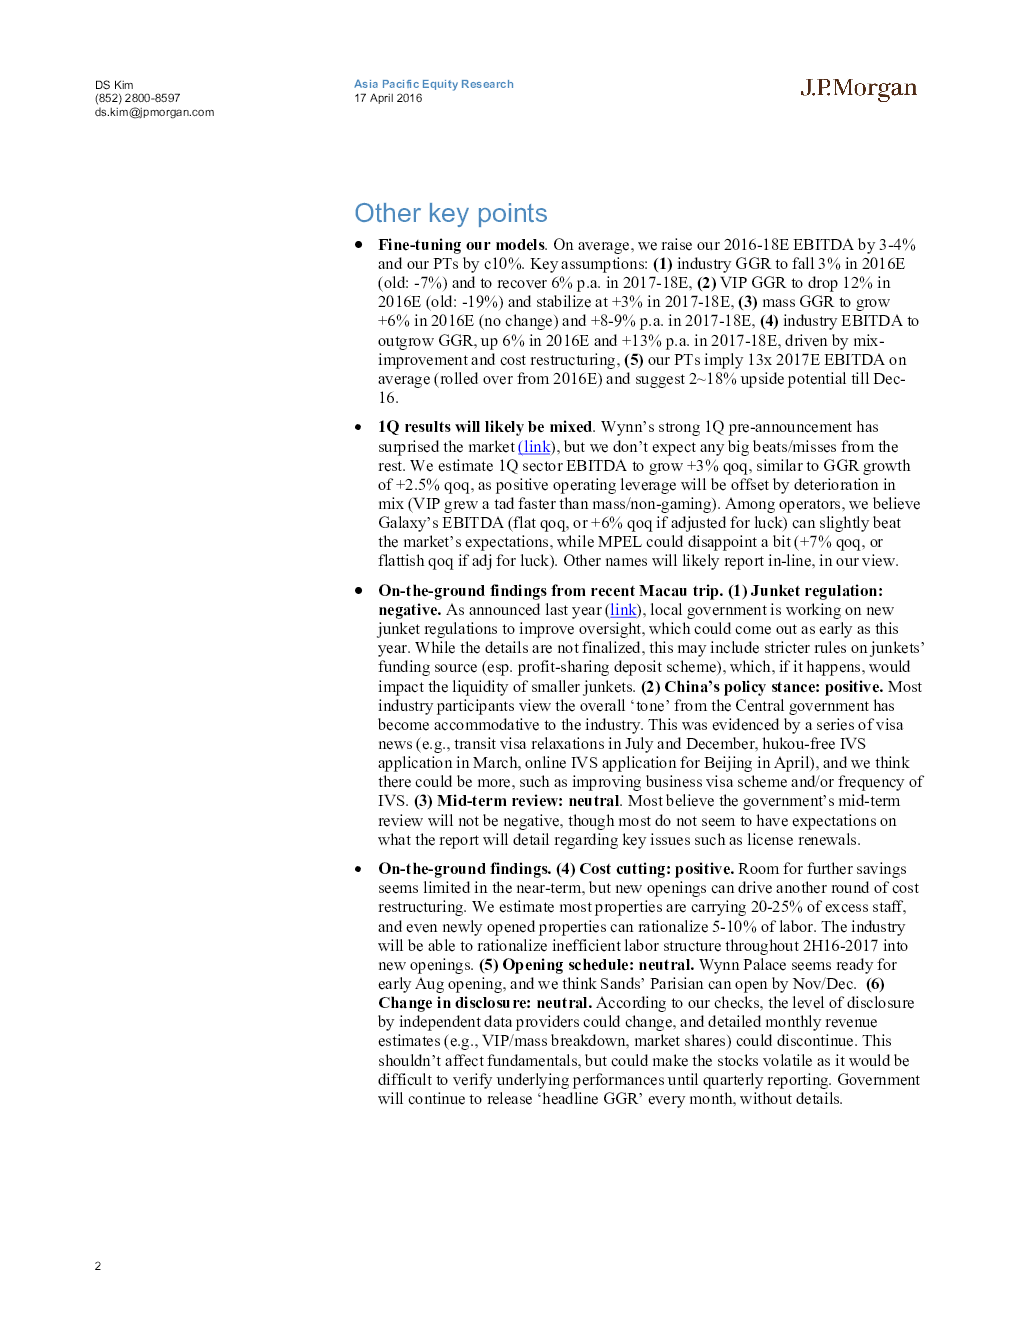 DS Kim
(852) 2800-8597
ds.kim@jpmorgan.com
Asia Pacific Equity Research
17 April 2016
J.P.Morgan
Other key points
• Fine-tuning our models. On average, we raise our 2016-18E EBITDA by 3-4%
and our PTs by c10%. Key assumptions: (1) industry GGR to fall 3% in 2016E
(old: -7%) and to recover 6% p.a. in 2017-18E, (2) VIP GGR to drop 12% in
2016E (old: -19%) and stabilize at +3% in 2017-18E, (3) mass GGR to grow
+6% in 2016E (no change) and +8-9% p.a. in 2017-18E, (4) industry EBITDA to
outgrow GGR, up 6% in 2016E and +13% p.a. in 2017-18E, driven by mix-
improvement and cost restructuring, (5) our PTs imply 13x 2017E EBITDA on
average (rolled over from 2016E) and suggest 2~18% upside potential till Dec-
16.
• 1Q results will likely be mixed. Wynn’s strong 1Q pre-announcement has
surprised the market (link), but we don’t expect any big beats/misses from the
rest. We estimate 1Q sector EBITDA to grow +3% qoq, similar to GGR growth
of +2.5% qoq, as positive operating leverage will be offset by deterioration in
mix (VIP grew a tad faster than mass/non-gaming). Among operators, we believe
Galaxy’s EBITDA (flat qoq, or +6% qoq if adjusted for luck) can slightly beat
the market’s expectations, while MPEL could disappoint a bit (+7% qoq, or
flattish qoq if adj for luck). Other names will likely report in-line, in our view.
• On-the-ground findings from recent Macau trip. (1) Junket regulation:
negative. As announced last year (link), local government is working on new
junket regulations to improve oversight, which could come out as early as this
year. While the details are not finalized, this may include stricter rules on junkets’
funding source (esp. profit-sharing deposit scheme), which, if it happens, would
impact the liquidity of smaller junkets. (2) China’s policy stance: positive. Most
industry participants view the overall ‘tone’ from the Central government has
become accommodative to the industry. This was evidenced by a series of visa
news (e.g., transit visa relaxations in July and December, hukou-free IVS
application in March, online IVS application for Beijing in April), and we think
there could be more, such as improving business visa scheme and/or frequency of
IVS. (3) Mid-term review: neutral. Most believe the government’s mid-term
review will not be negative, though most do not seem to have expectations on
what the report will detail regarding key issues such as license renewals.
• On-the-ground findings. (4) Cost cutting: positive. Room for further savings
seems limited in the near-term, but new openings can drive another round of cost
restructuring. We estimate most properties are carrying 20-25% of excess staff,
and even newly opened properties can rationalize 5-10% of labor. The industry
will be able to rationalize inefficient labor structure throughout 2H16-2017 into
new openings. (5) Opening schedule: neutral. Wynn Palace seems ready for
early Aug opening, and we think Sands’ Parisian can open by Nov/Dec. (6)
Change in disclosure: neutral. According to our checks, the level of disclosure
by independent data providers could change, and detailed monthly revenue
estimates (e.g., VIP/mass breakdown, market shares) could discontinue. This
shouldn’t affect fundamentals, but could make the stocks volatile as it would be
difficult to verify underlying performances until quarterly reporting. Government
will continue to release ‘headline GGR’ every month, without details.
2